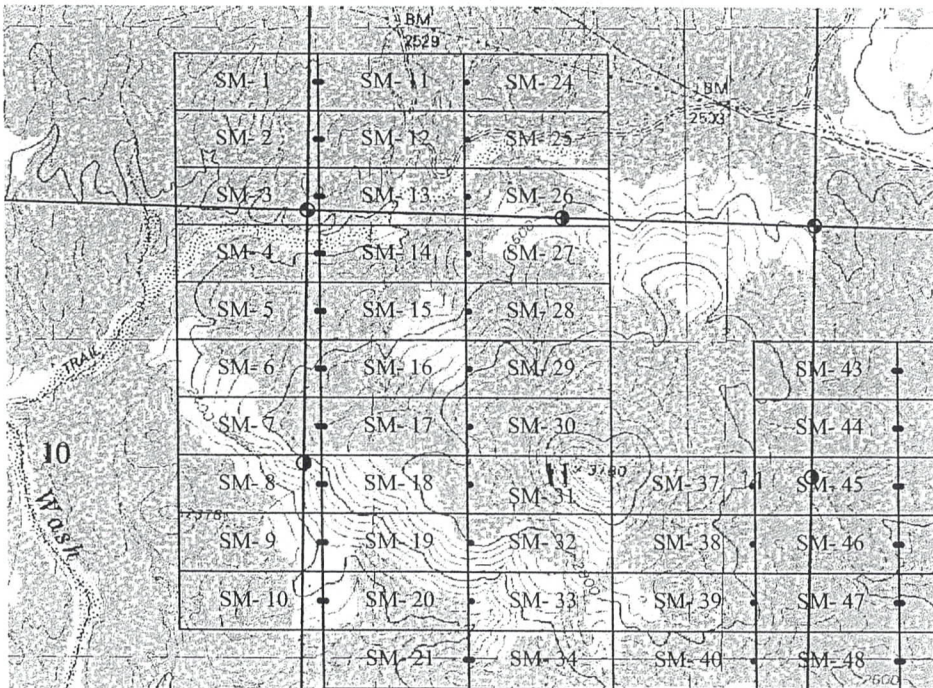 BM
2529
SM- 1 SM- 11 SM- 24
BM
2503
SM- 2 SM- 12 SM- 25
SM- 3 SM- 13 SM- 26
SM- 4 SM- 14 SM- 27
SM- 5 SM- 15 SM- 28
TRAIL
SM- 6 SM- 16 SM- 29 SM- 43
SM- 7 SM- 17 SM- 30 SM- 44
10
11 × 3780
SM- 8 SM- 18 SM- 31 SM- 37 SM- 45
Wash
SM- 9 SM- 19 SM- 32 SM- 38 SM- 46
SM- 10 SM- 20 SM- 33 SM- 39 SM- 47
SM- 21 SM- 34 SM- 40 SM- 48
2600